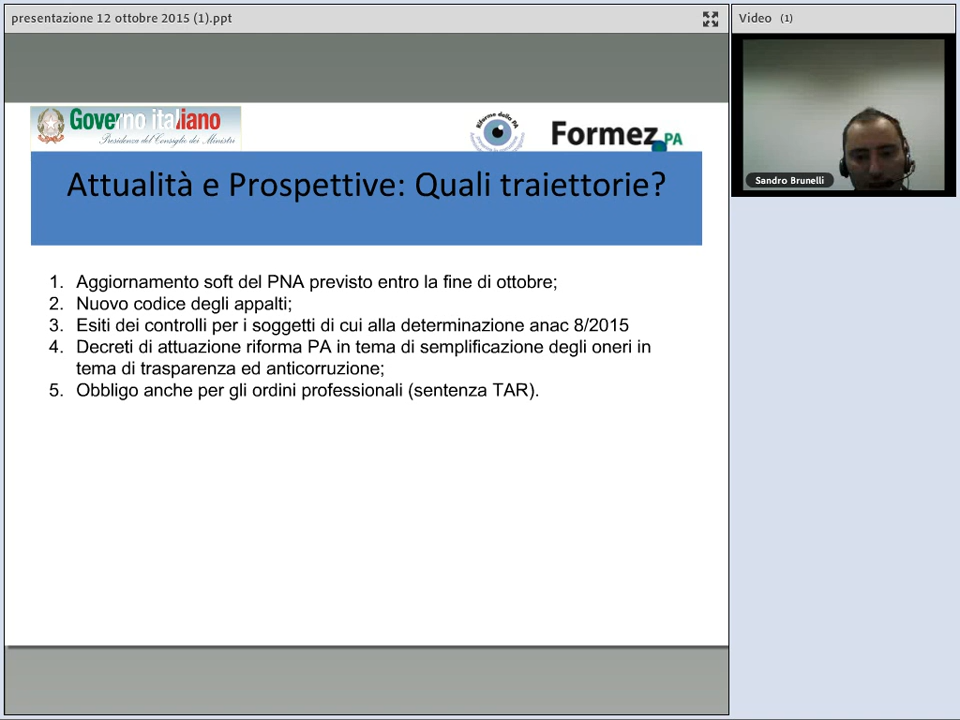 presentazione 12 ottobre 2015 (1).ppt
Video (1)
Governo italiano
Presidenza del Consiglio dei Ministri
Riforma della PA
Formez PA
Sandro Brunelli
Attualità e Prospettive: Quali traiettorie?
1. Aggiornamento soft del PNA previsto entro la fine di ottobre;
2. Nuovo codice degli appalti;
3. Esiti dei controlli per i soggetti di cui alla determinazione anac 8/2015
4. Decreti di attuazione riforma PA in tema di semplificazione degli oneri in
tema di trasparenza ed anticorruzione;
5. Obbligo anche per gli ordini professionali (sentenza TAR).